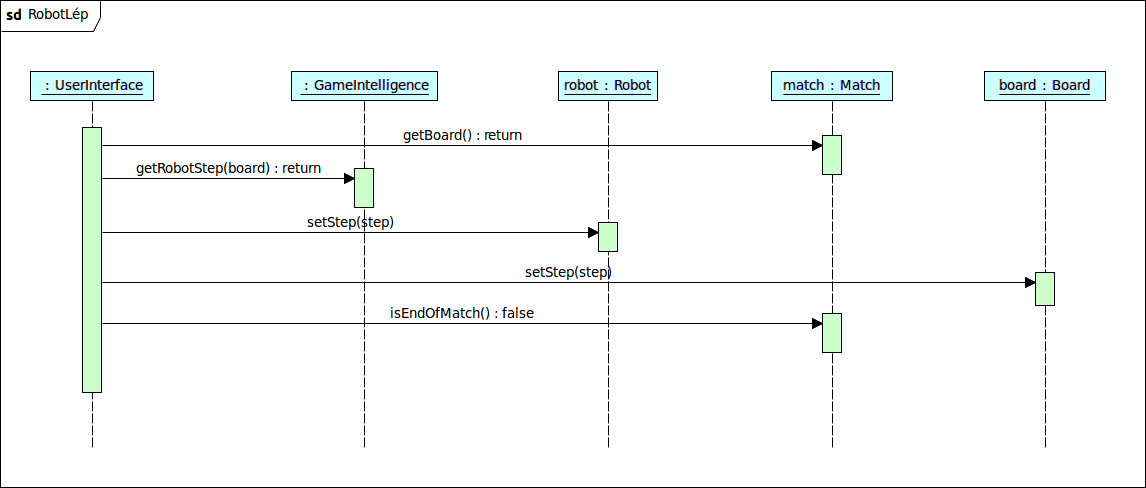 sd RobotLép
: UserInterface
: GameIntelligence
robot : Robot
match : Match
board : Board
getBoard() : return
getRobotStep(board) : return
setStep(step)
setStep(step)
isEndOfMatch() : false